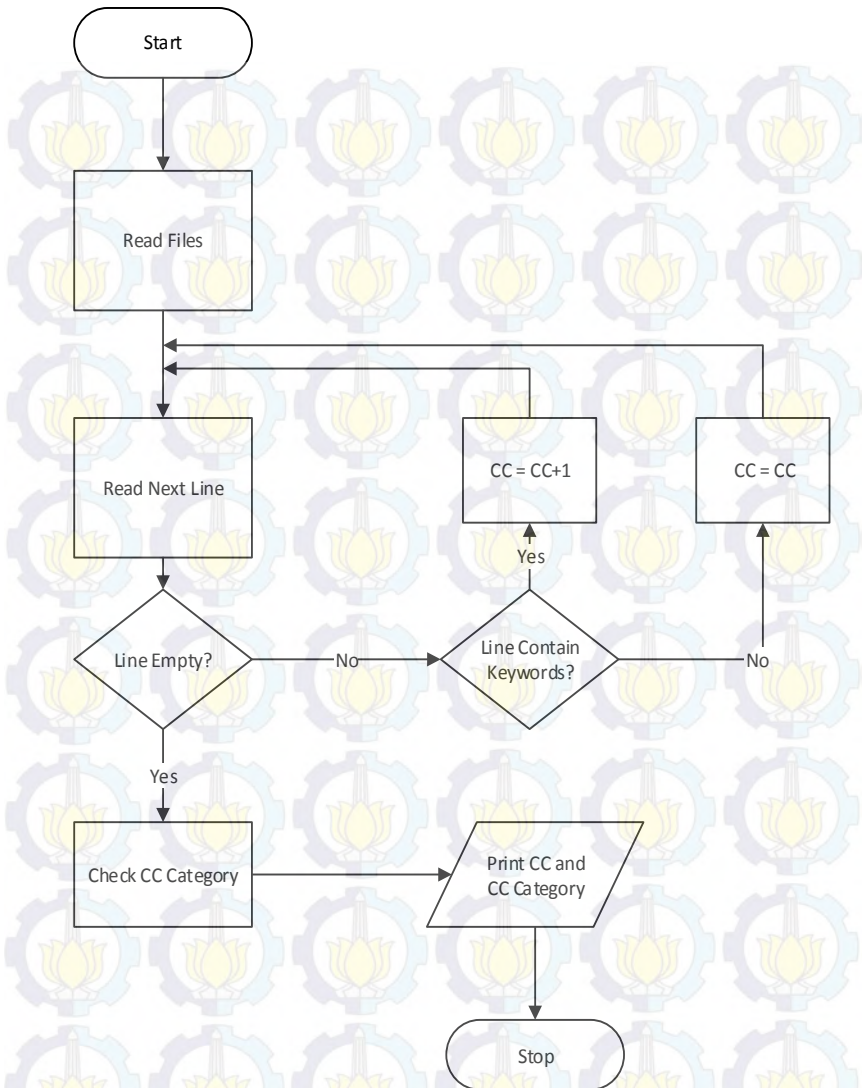 Start
Read Files
Read Next Line
CC = CC+1
CC = CC
Yes
Line Empty?
No
Line Contain
Keywords?
No
Yes
Check CC Category
Print CC and
CC Category
Stop